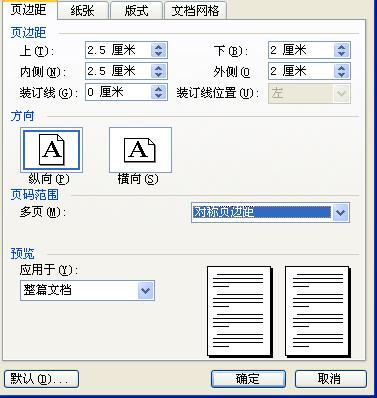 页边距 纸张 版式 文档网格
页边距
上(T): 2.5 厘米 下(B): 2 厘米
内侧(N): 2.5 厘米 外侧(O 2 厘米
装订线(G): 0 厘米 装订线位置(U): 左
方向
A A
纵向(P) 横向(S)
页码范围
多页(M): 对称页边距
预览
应用于(Y):
整篇文档
默认(D)... 确定 取消